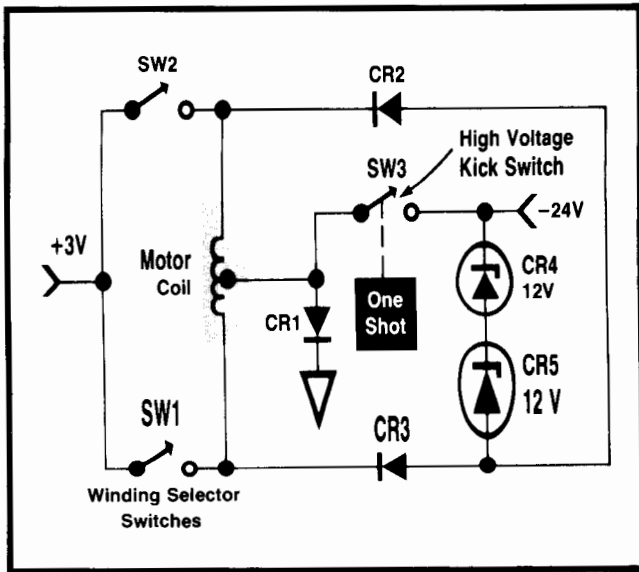 SW2
CR2
High Voltage
Kick Switch
SW3
-24V
+3V
Motor
Coil
CR4
12V
CR1
One
Shot
CR5
12 V
SW1
CR3
Winding Selector
Switches